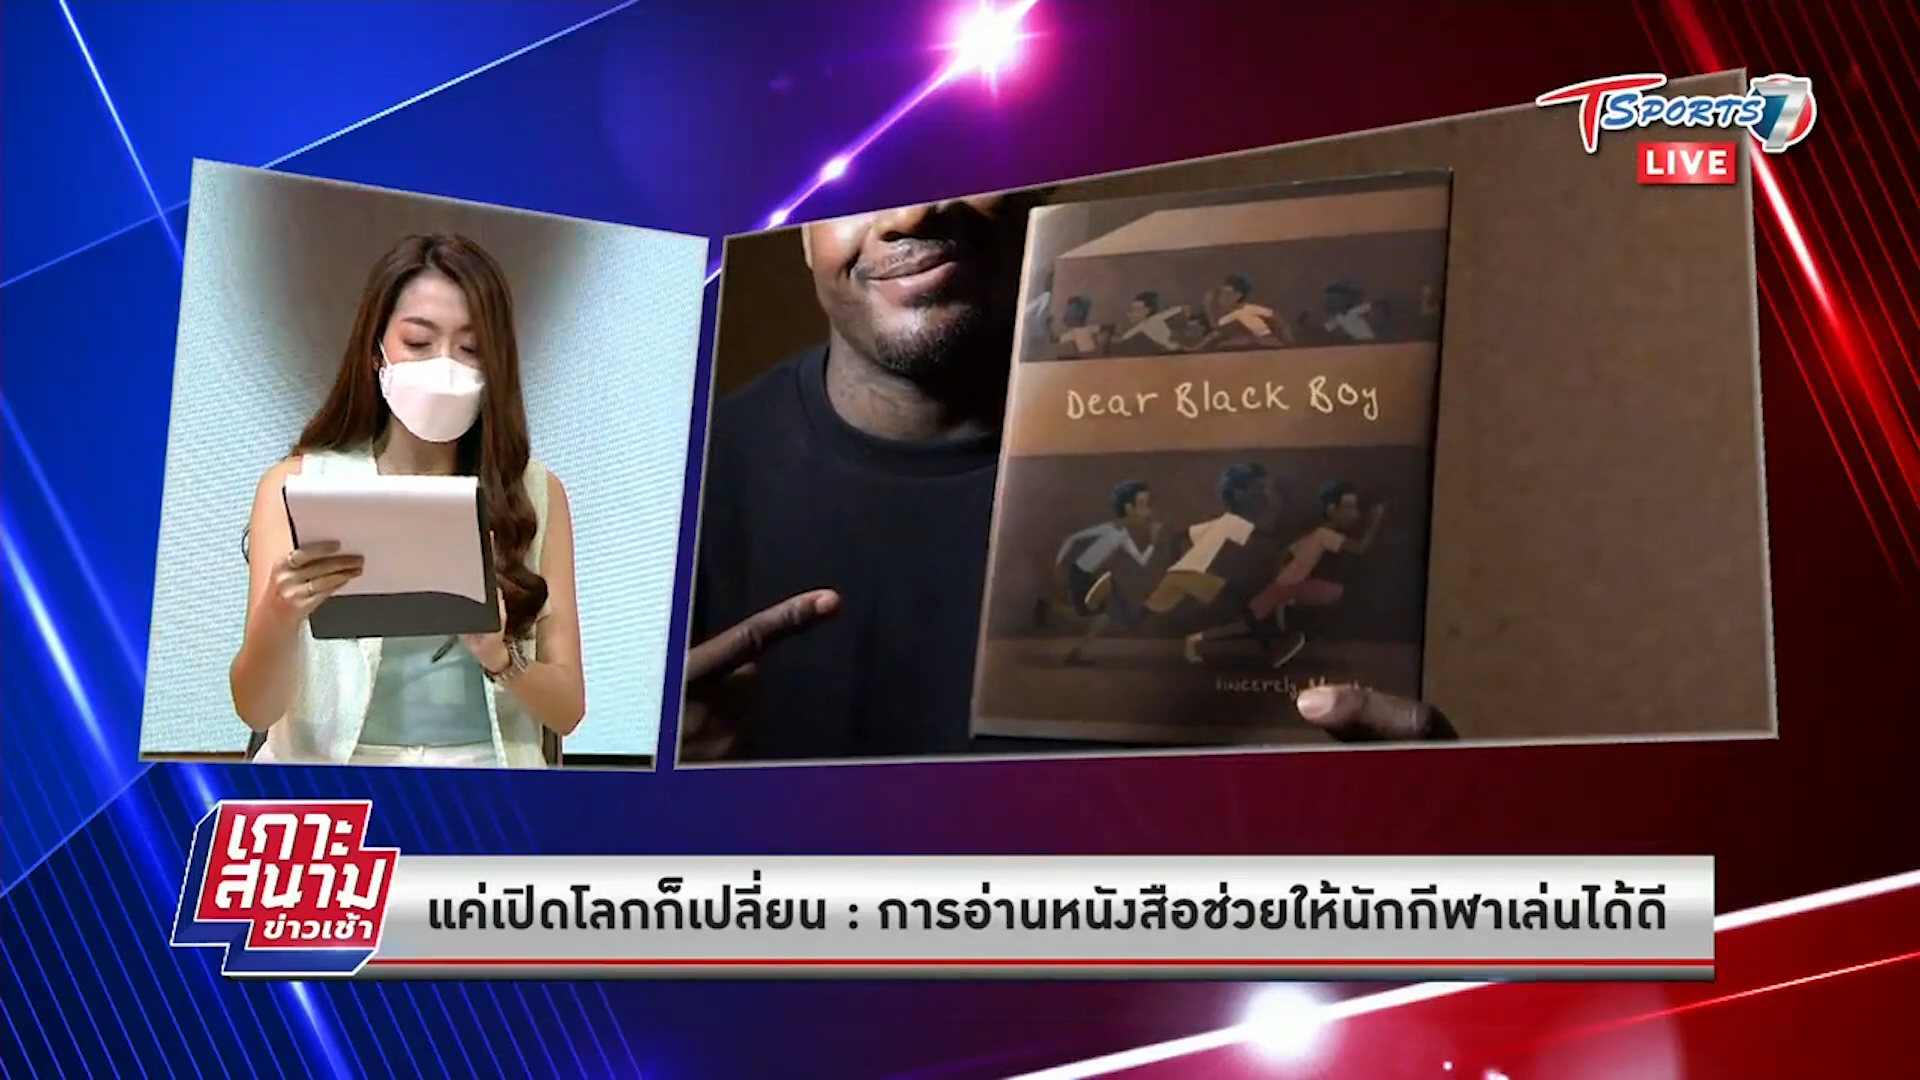 TSPORTS 7
LIVE
Dear Black Boy
sincerely,
เกาะ
สนาม
ข่าวเช้า
แค่เปิดโลกก็เปลี่ยน : การอ่านหนังสือช่วยให้นักกีฬาเล่นได้ดี